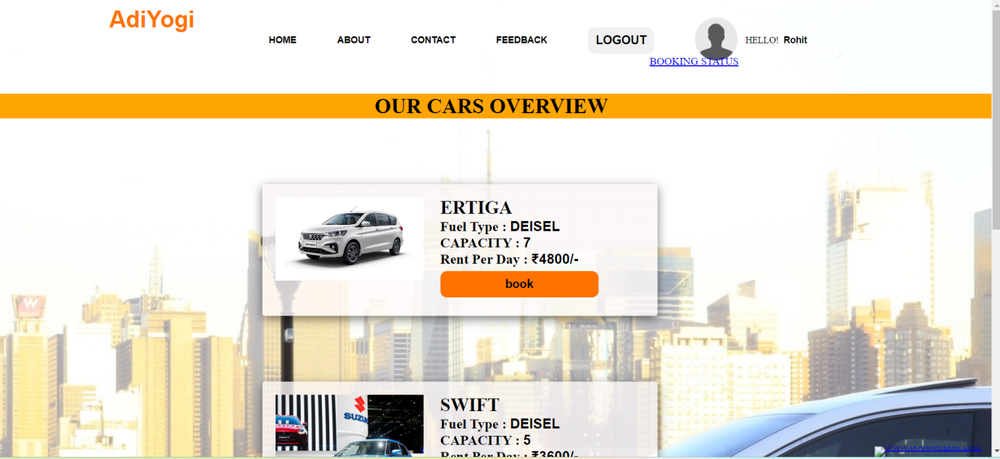 AdiYogi
HOME ABOUT CONTACT FEEDBACK LOGOUT HELLO! Rohit
BOOKING STATUS
OUR CARS OVERVIEW
ERTIGA
Fuel Type : DEISEL
CAPACITY : 7
Rent Per Day : ₹4800/-
book
W
SWIFT
SUZU
Fuel Type : DEISEL
CAPACITY : 5
Rent Per Day : ₹3600/-
www.000webhost.com